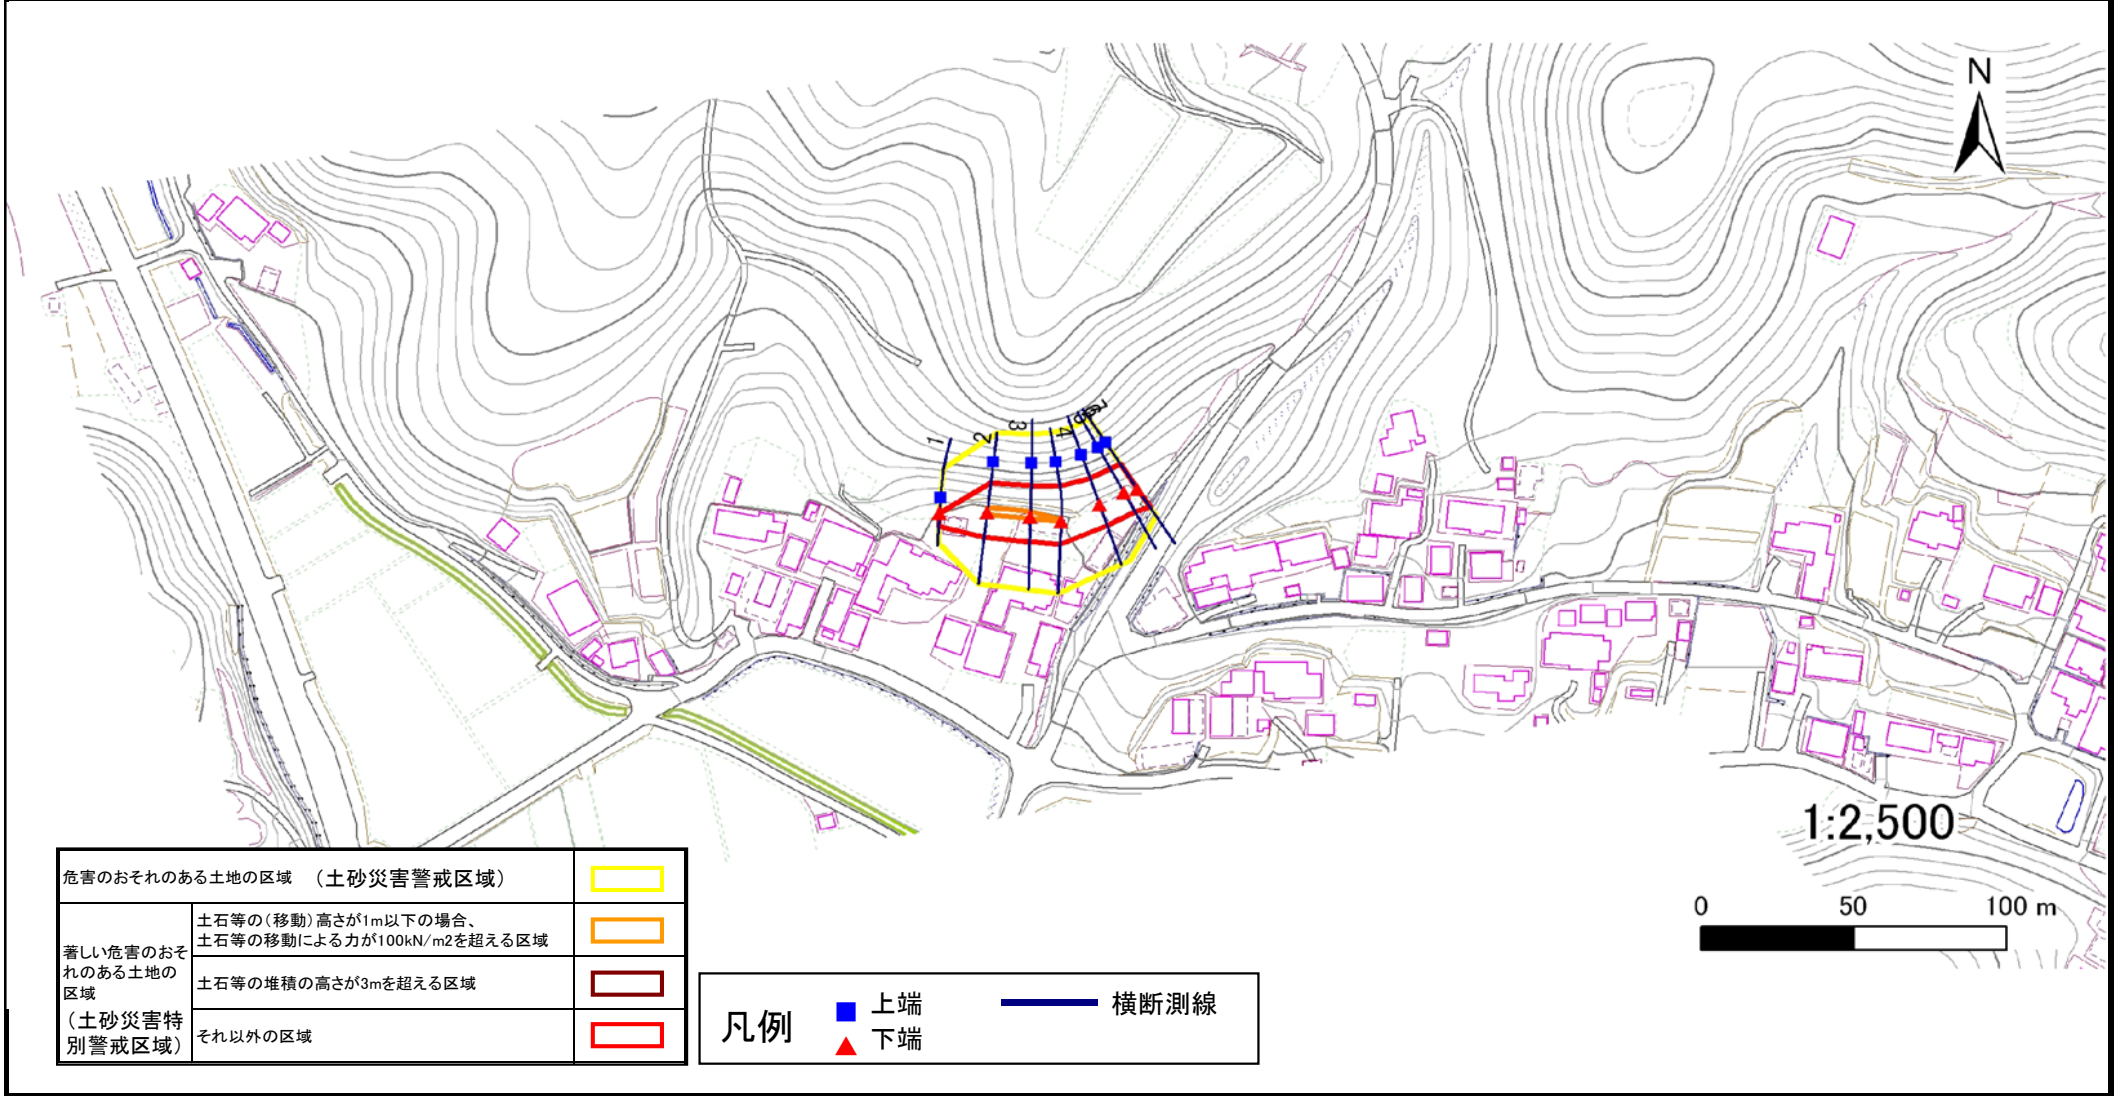 N
1
2
3
4
1:2,500
0 50 100 m
危害のおそれのある土地の区域 （土砂災害警戒区域）
著しい危害のおそ
れのある土地の
区域
（土砂災害特
別警戒区域）
土石等の（移動）高さが1m以下の場合、
土石等の移動による力が100kN/m2を超える区域
土石等の堆積の高さが3mを超える区域
それ以外の区域
凡例
上端
下端
横断測線